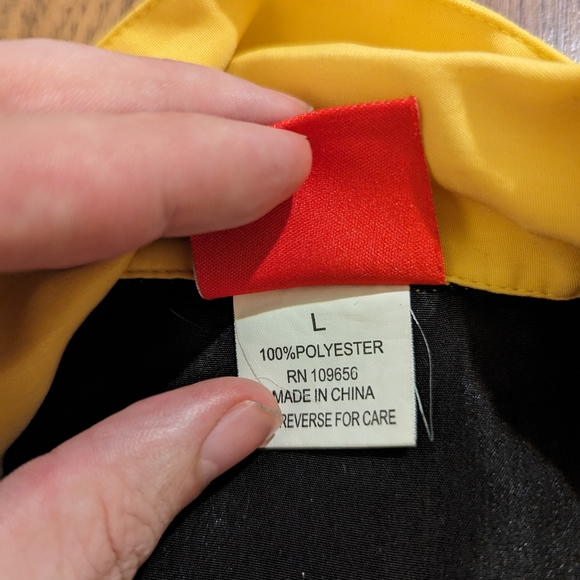 L
100%POLYESTER
RN 109656
MADE IN CHINA
REVERSE FOR CARE